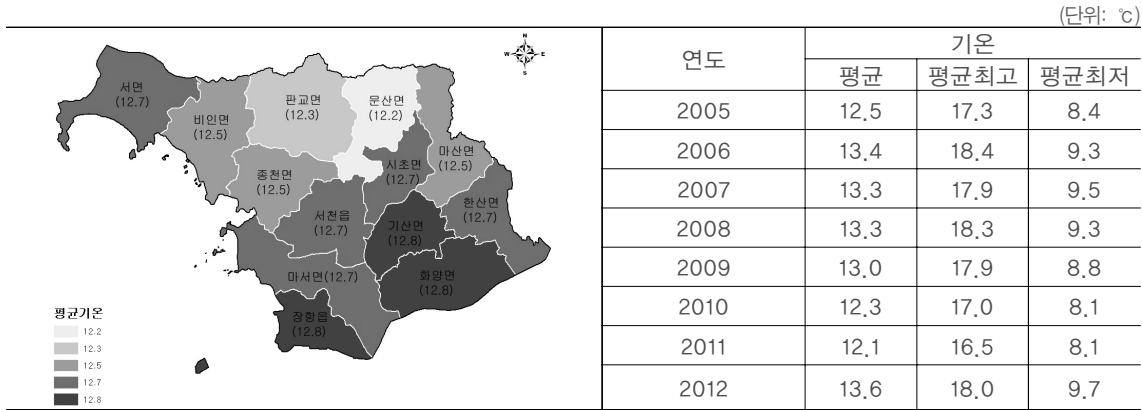 (단위: ℃)
N
W E
S
서면
(12.7)
비인면
(12.5)
판교면
(12.3)
문산면
(12.2)
마산면
(12.5)
시초면
(12.7)
종천면
(12.5)
한산면
(12.7)
서천읍
(12.7)
기산면
(12.8)
마서면(12.7)
화양면
(12.8)
장항읍
(12.8)
평균기온
12.2
12.3
12.5
12.7
12.8
연도 기온
평균 평균최고 평균최저
2005 12.5 17.3 8.4
2006 13.4 18.4 9.3
2007 13.3 17.9 9.5
2008 13.3 18.3 9.3
2009 13.0 17.9 8.8
2010 12.3 17.0 8.1
2011 12.1 16.5 8.1
2012 13.6 18.0 9.7